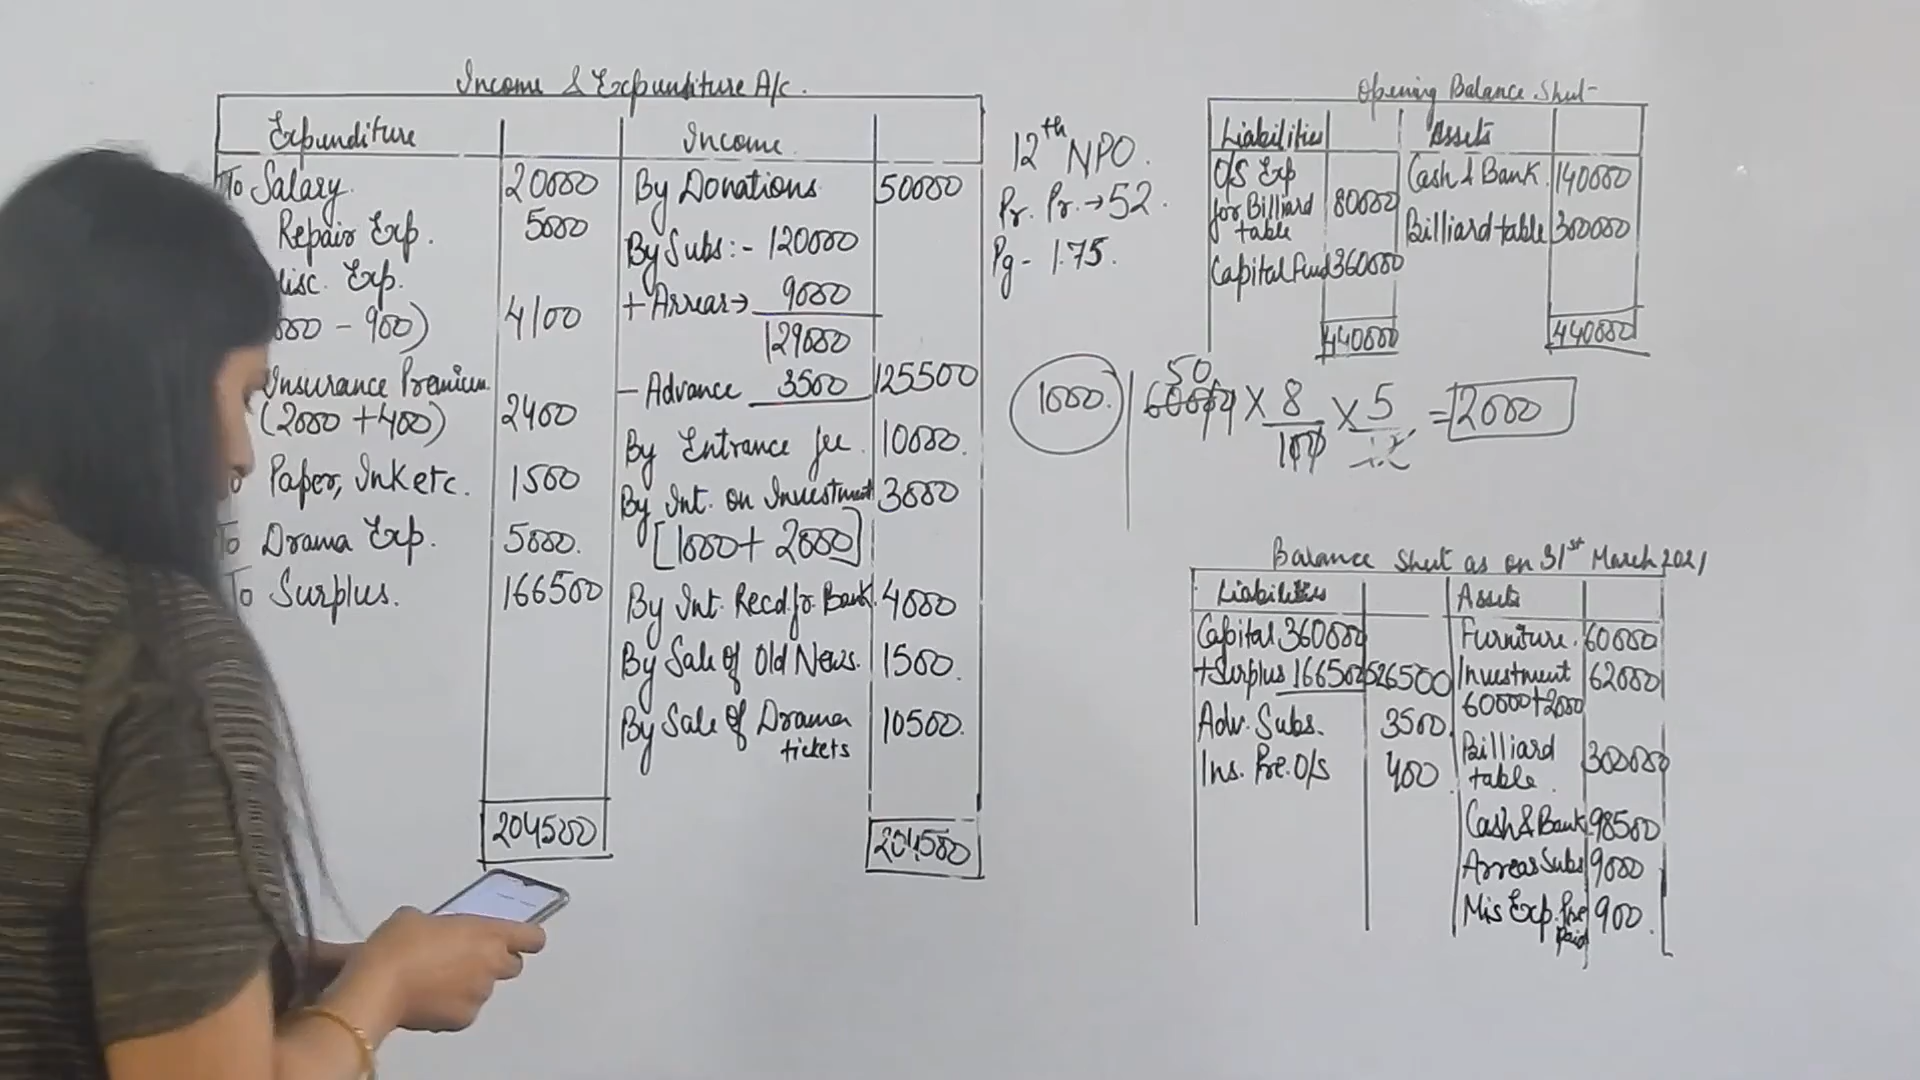 Income & Expenditure A/c.
Expenditure Income
To Salary. 20000
Repair Exp. 5000
isc. Exp.
000 - 900) 4100
Insurance Premium
(2000 + 400) 2400
Paper, Ink etc. 1500
To Drama Exp. 5000.
To Surplus. 166500
204500
By Donations 50000
By Subs:- 120000
+ Arrear→ 9000
129000
- Advance 3500 125500
By Entrance fee. 10000.
By Int. on Investment 3000
[1000 + 2000]
By Int. Recd. fr. Bank. 4000
By Sale of Old News. 1500.
By Sale of Drama 10500.
tickets
204500
12th NPO.
Pr. Pr. → 52.
Pg - 1.75.
Opening Balance Sheet
Liabilities Assets
O/S Exp
for Billiard 80000
table
Capital Fund 360000
440000
Cash & Bank. 140000
Billiard table 300000
440000
1000.
50
60000 × 8/100 × 5/12 = 2000
Balance Sheet as on 31st March 2021
Liabilities Assets
Capital 360000
+ Surplus 166500 526500
Adv. Subs. 3500
Ins. Pre. O/S 400
Furniture. 60000
Investment 62000
60000 + 2000
Billiard 300000
table.
Cash & Bank 98500
Arrear Subs 9000
Mis Exp. Pre 900.
paid